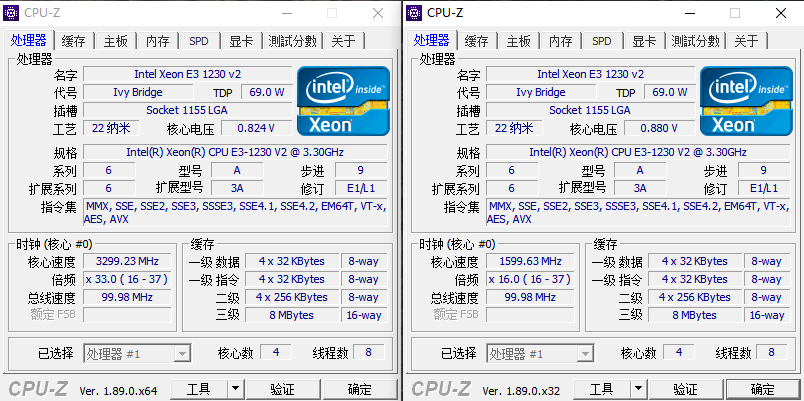 CPU-Z
处理器 缓存 主板 内存 SPD 显卡 測試分數 关于
处理器
名字 Intel Xeon E3 1230 v2
代号 Ivy Bridge TDP 69.0 W
插槽 Socket 1155 LGA
工艺 22 纳米 核心电压 0.824 V
intel inside™
Xeon
规格 Intel(R) Xeon(R) CPU E3-1230 V2 @ 3.30GHz
系列 6 型号 A 步进 9
扩展系列 6 扩展型号 3A 修订 E1/L1
指令集 MMX, SSE, SSE2, SSE3, SSSE3, SSE4.1, SSE4.2, EM64T, VT-x,
AES, AVX
时钟 (核心 #0)
核心速度 3299.23 MHz
倍频 x 33.0 ( 16 - 37 )
总线速度 99.98 MHz
额定 FSB
缓存
一级 数据 4 x 32 KBytes 8-way
一级 指令 4 x 32 KBytes 8-way
二级 4 x 256 KBytes 8-way
三级 8 MBytes 16-way
已选择 处理器 #1 核心数 4 线程数 8
CPU-Z Ver. 1.89.0.x64 工具 验证 确定
CPU-Z
处理器 缓存 主板 内存 SPD 显卡 測試分數 关于
处理器
名字 Intel Xeon E3 1230 v2
代号 Ivy Bridge TDP 69.0 W
插槽 Socket 1155 LGA
工艺 22 纳米 核心电压 0.880 V
intel inside™
Xeon
规格 Intel(R) Xeon(R) CPU E3-1230 V2 @ 3.30GHz
系列 6 型号 A 步进 9
扩展系列 6 扩展型号 3A 修订 E1/L1
指令集 MMX, SSE, SSE2, SSE3, SSSE3, SSE4.1, SSE4.2, EM64T, VT-x,
AES, AVX
时钟 (核心 #0)
核心速度 1599.63 MHz
倍频 x 16.0 ( 16 - 37 )
总线速度 99.98 MHz
额定 FSB
缓存
一级 数据 4 x 32 KBytes 8-way
一级 指令 4 x 32 KBytes 8-way
二级 4 x 256 KBytes 8-way
三级 8 MBytes 16-way
已选择 处理器 #1 核心数 4 线程数 8
CPU-Z Ver. 1.89.0.x32 工具 验证 确定